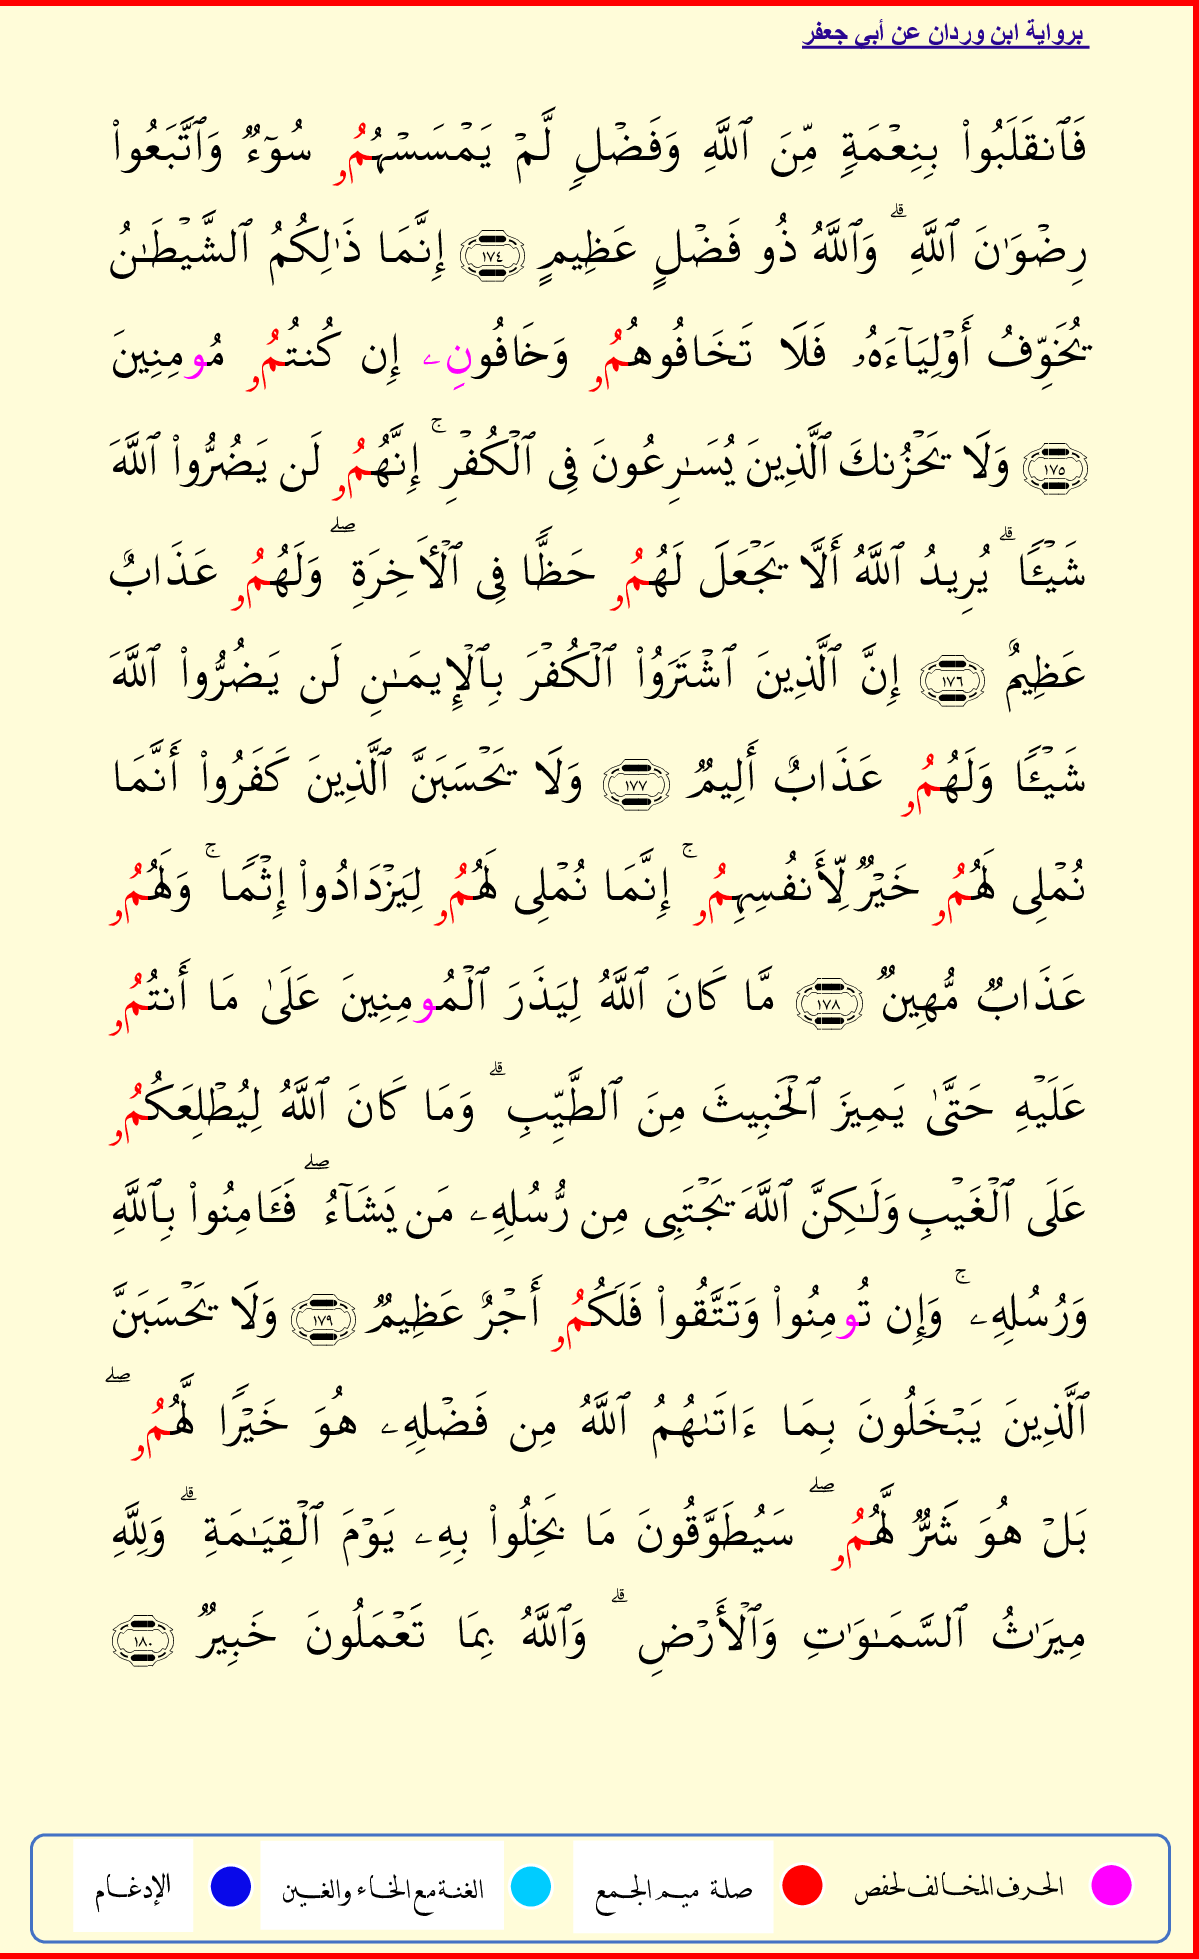 برواية ابن وردان عن أبي جعفر
فَٱنقَلَبُوا۟ بِنِعْمَةٍ مِّنَ ٱللَّهِ وَفَضْلٍ لَّمْ يَمْسَسْهُمُۥ سُوٓءٌ وَٱتَّبَعُوا۟
رِضْوَٰنَ ٱللَّهِ ۗ وَٱللَّهُ ذُو فَضْلٍ عَظِيمٍ ١٧٤ إِنَّمَا ذَٰلِكُمُ ٱلشَّيْطَـٰنُ
يُخَوِّفُ أَوْلِيَآءَهُۥ فَلَا تَخَافُوهُمُۥ وَخَافُونِۦ إِن كُنتُمُۥ مُومِنِينَ
١٧٥ وَلَا يَحْزُنكَ ٱلَّذِينَ يُسَـٰرِعُونَ فِى ٱلْكُفْرِ ۚ إِنَّهُمُۥ لَن يَضُرُّوا۟ ٱللَّهَ
شَيْـًٔا ۗ يُرِيدُ ٱللَّهُ أَلَّا يَجْعَلَ لَهُمُۥ حَظًّا فِى ٱلْـَٔاخِرَةِ ۖ وَلَهُمُۥ عَذَابٌ
عَظِيمٌ ١٧٦ إِنَّ ٱلَّذِينَ ٱشْتَرَوُا۟ ٱلْكُفْرَ بِٱلْإِيمَـٰنِ لَن يَضُرُّوا۟ ٱللَّهَ
شَيْـًٔا وَلَهُمُۥ عَذَابٌ أَلِيمٌ ١٧٧ وَلَا يَحْسَبَنَّ ٱلَّذِينَ كَفَرُوا۟ أَنَّمَا
نُمْلِى لَهُمُۥ خَيْرٌ لِّأَنفُسِهِمُۥ ۚ إِنَّمَا نُمْلِى لَهُمُۥ لِيَزْدَادُوا۟ إِثْمًا ۚ وَلَهُمُۥ
عَذَابٌ مُّهِينٌ ١٧٨ مَّا كَانَ ٱللَّهُ لِيَذَرَ ٱلْمُومِنِينَ عَلَىٰ مَا أَنتُمُۥ
عَلَيْهِ حَتَّىٰ يَمِيزَ ٱلْخَبِيثَ مِنَ ٱلطَّيِّبِ ۗ وَمَا كَانَ ٱللَّهُ لِيُطْلِعَكُمُۥ
عَلَى ٱلْغَيْبِ وَلَـٰكِنَّ ٱللَّهَ يَجْتَبِى مِن رُّسُلِهِۦ مَن يَشَآءُ ۖ فَـَٔامِنُوا۟ بِٱللَّهِ
وَرُسُلِهِۦ ۚ وَإِن تُومِنُوا۟ وَتَتَّقُوا۟ فَلَكُمُۥ أَجْرٌ عَظِيمٌ ١٧٩ وَلَا يَحْسَبَنَّ
ٱلَّذِينَ يَبْخَلُونَ بِمَا ءَاتَىٰهُمُ ٱللَّهُ مِن فَضْلِهِۦ هُوَ خَيْرًا لَّهُمُۥ ۖ
بَلْ هُوَ شَرٌّ لَّهُمُۥ ۖ سَيُطَوَّقُونَ مَا بَخِلُوا۟ بِهِۦ يَوْمَ ٱلْقِيَـٰمَةِ ۗ وَلِلَّهِ
مِيرَٰثُ ٱلسَّمَـٰوَٰتِ وَٱلْأَرْضِ ۗ وَٱللَّهُ بِمَا تَعْمَلُونَ خَبِيرٌ ١٨٠
الحرف المخالف لحفص صلة ميم الجمع الغنة مع الخاء والغين الإدغام